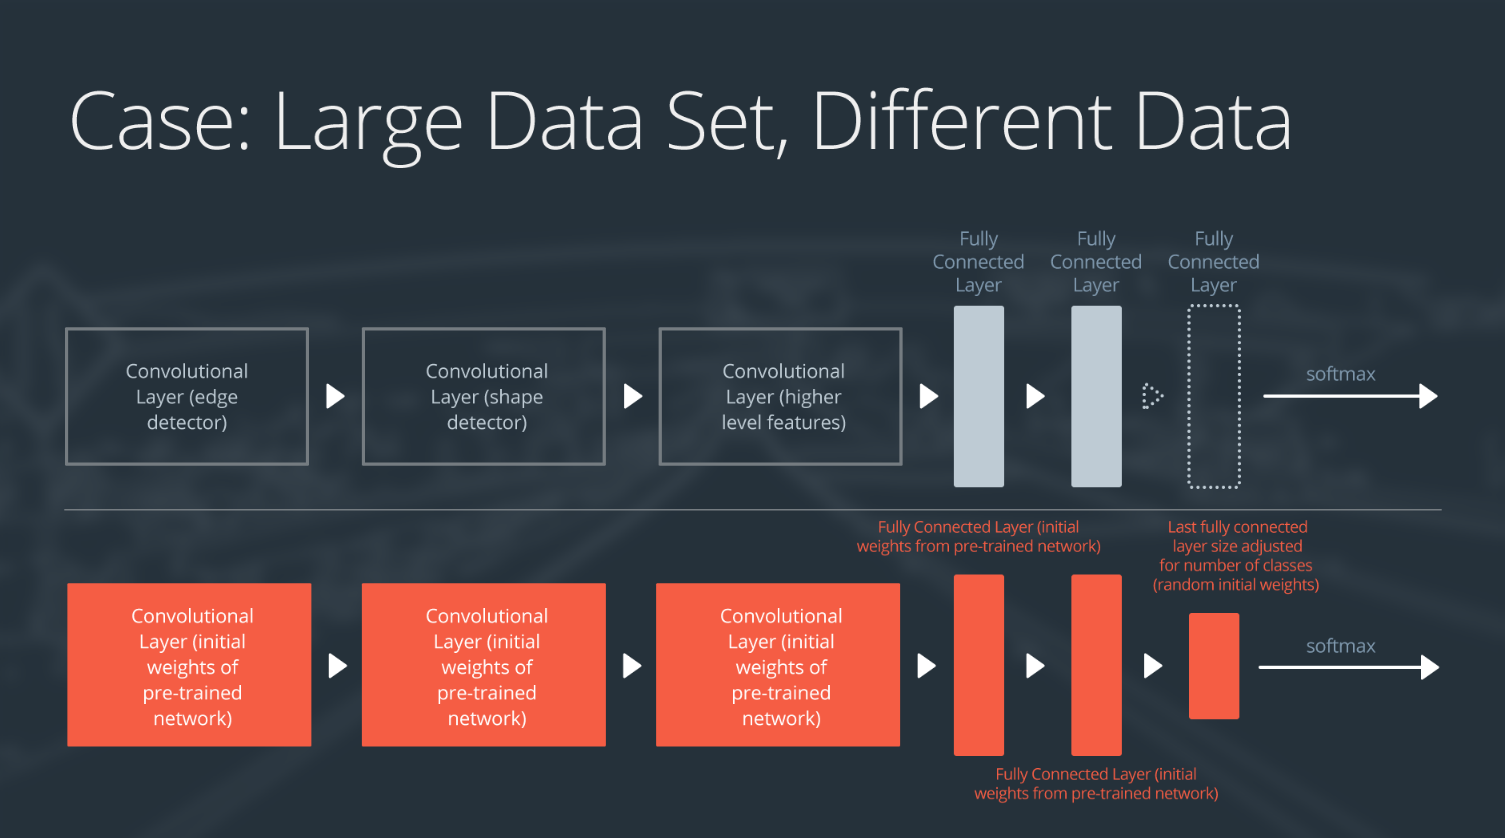 Case: Large Data Set, Different Data
Fully
Connected
Layer
Fully
Connected
Layer
Fully
Connected
Layer
Convolutional
Layer (edge
detector)
Convolutional
Layer (shape
detector)
Convolutional
Layer (higher
level features)
softmax
Fully Connected Layer (initial
weights from pre-trained network)
Last fully connected
layer size adjusted
for number of classes
(random initial weights)
Convolutional
Layer (initial
weights of
pre-trained
network)
Convolutional
Layer (initial
weights of
pre-trained
network)
Convolutional
Layer (initial
weights of
pre-trained
network)
softmax
Fully Connected Layer (initial
weights from pre-trained network)